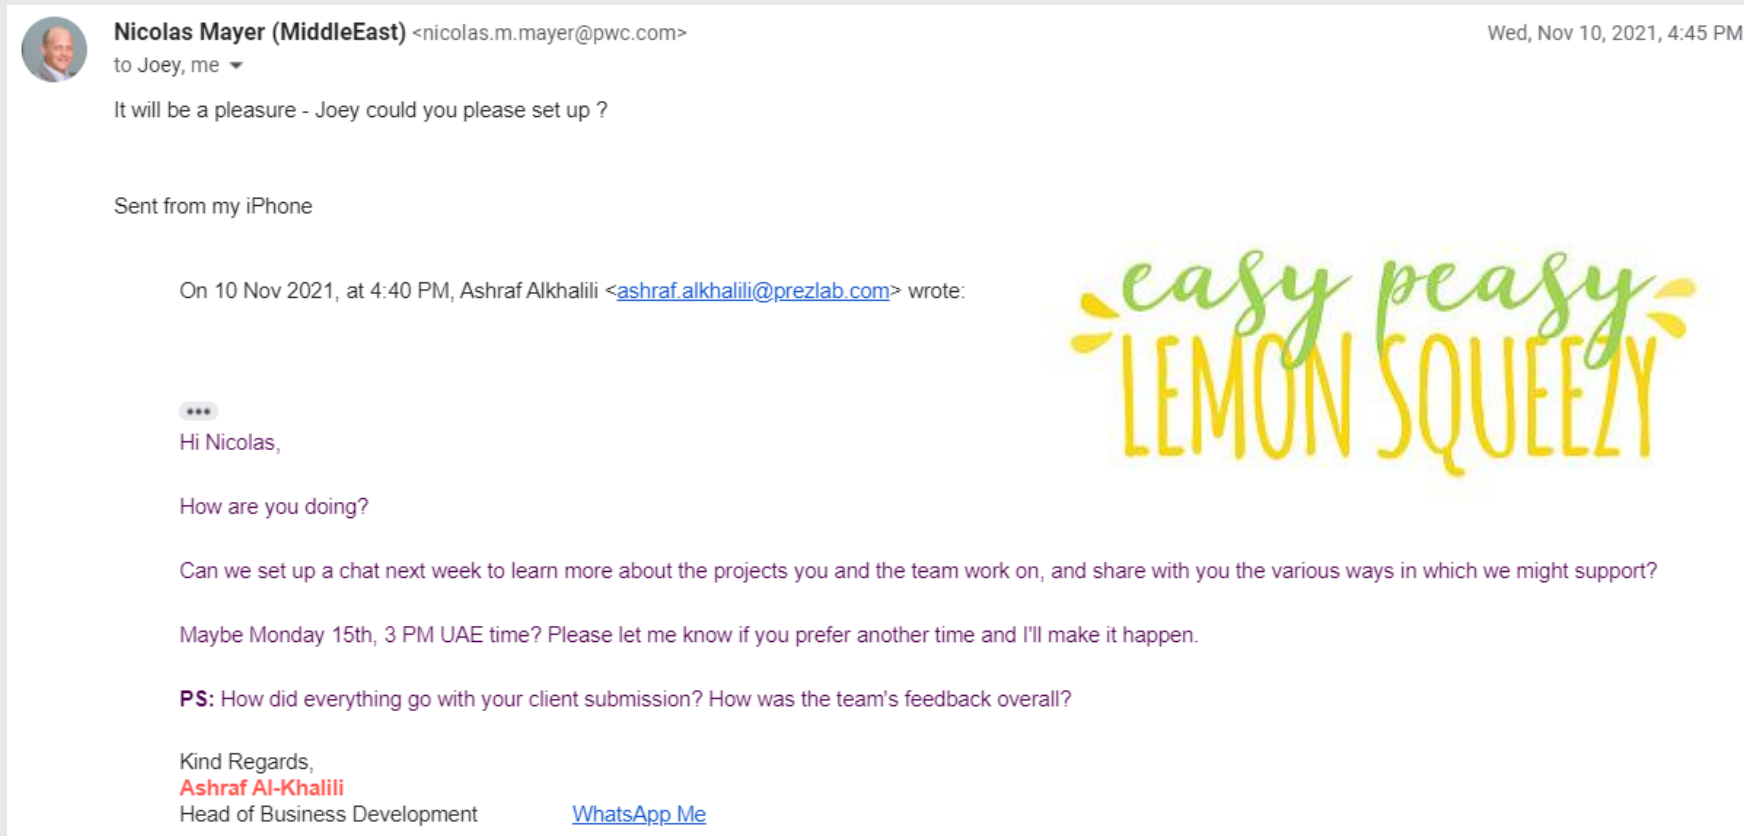 Nicolas Mayer (MiddleEast) <nicolas.m.mayer@pwc.com>
Wed, Nov 10, 2021, 4:45 PM
to Joey, me
It will be a pleasure - Joey could you please set up ?
Sent from my iPhone
On 10 Nov 2021, at 4:40 PM, Ashraf Alkhalili <ashraf.alkhalili@prezlab.com> wrote:
easy peasy
LEMON SQUEEZY
Hi Nicolas,
How are you doing?
Can we set up a chat next week to learn more about the projects you and the team work on, and share with you the various ways in which we might support?
Maybe Monday 15th, 3 PM UAE time? Please let me know if you prefer another time and I'll make it happen.
PS: How did everything go with your client submission? How was the team's feedback overall?
Kind Regards,
Ashraf Al-Khalili
Head of Business Development WhatsApp Me